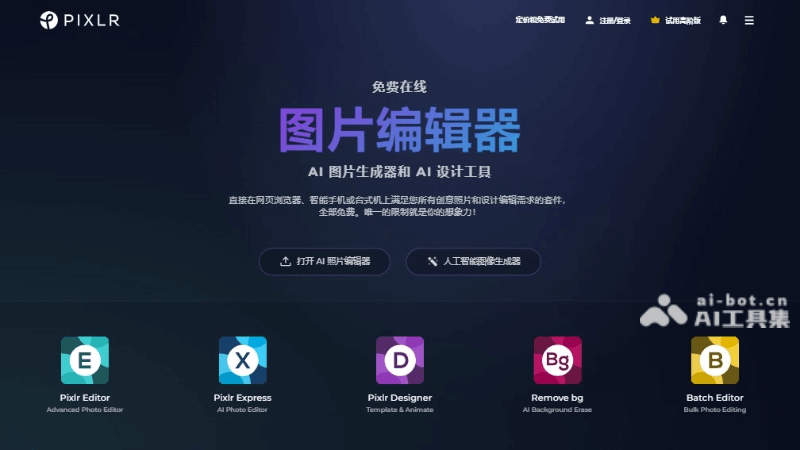 PIXLR
定价和免费试用 注册/登录 试用高阶版
免费在线
图片编辑器
AI 图片生成器和 AI 设计工具
直接在网页浏览器、智能手机或台式机上满足您所有创意照片和设计编辑需求的套件,
全部免费。唯一的限制就是你的想象力!
打开 AI 照片编辑器 人工智能图像生成器
ai-bot.cn
AI工具集
E X D Bg B
Pixlr Editor Pixlr Express Pixlr Designer Remove bg Batch Editor
Advanced Photo Editor AI Photo Editor Template & Animate AI Background Erase Bulk Photo Editing